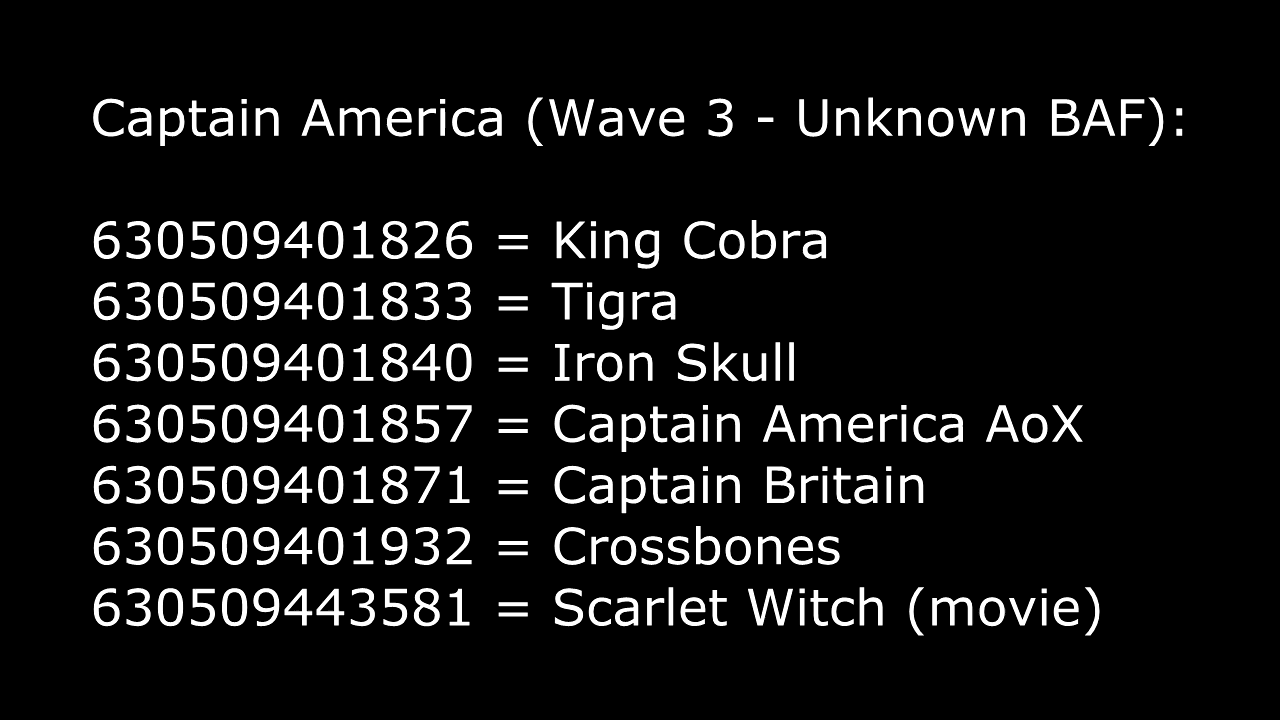 Captain America (Wave 3 - Unknown BAF):
630509401826 = King Cobra
630509401833 = Tigra
630509401840 = Iron Skull
630509401857 = Captain America AoX
630509401871 = Captain Britain
630509401932 = Crossbones
630509443581 = Scarlet Witch (movie)